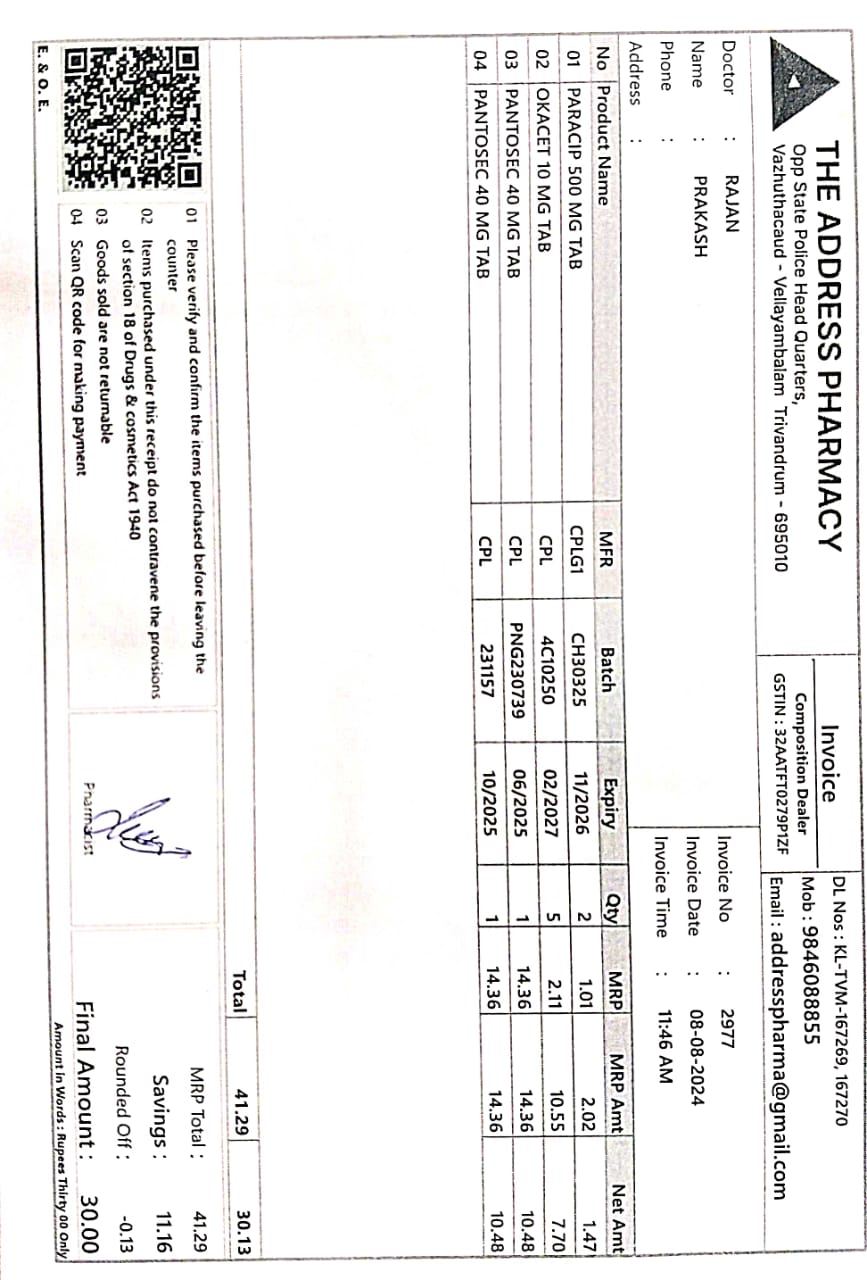 THE ADDRESS PHARMACY
Opp State Police Head Quarters,
Vazhuthacaud - Vellayambalam Trivandrum - 695010
Invoice
Composition Dealer
GSTIN : 32AATFT0279P1ZF
DL Nos : KL-TVM-167269, 167270
Mob : 9846088855
Email : addresspharma@gmail.com
Doctor : RAJAN
Name : PRAKASH
Phone :
Address :
Invoice No : 2977
Invoice Date : 08-08-2024
Invoice Time : 11:46 AM
No Product Name MFR Batch Expiry Qty MRP MRP Amt Net Amt
01 PARACIP 500 MG TAB CPLG1 CH30325 11/2026 2 1.01 2.02 1.47
02 OKACET 10 MG TAB CPL 4C10250 02/2027 5 2.11 10.55 7.70
03 PANTOSEC 40 MG TAB CPL PNG230739 06/2025 1 14.36 14.36 10.48
04 PANTOSEC 40 MG TAB CPL 231157 10/2025 1 14.36 14.36 10.48
Total 41.29 30.13
01 Please verify and confirm the items purchased before leaving the
counter
02 Items purchased under this receipt do not contravene the provisions
of section 18 of Drugs & cosmetics Act 1940
03 Goods sold are not returnable
04 Scan QR code for making payment
Pharmacist
MRP Total : 41.29
Savings : 11.16
Rounded Off : -0.13
Final Amount : 30.00
Amount in Words : Rupees Thirty 00 Only
E. & O. E.